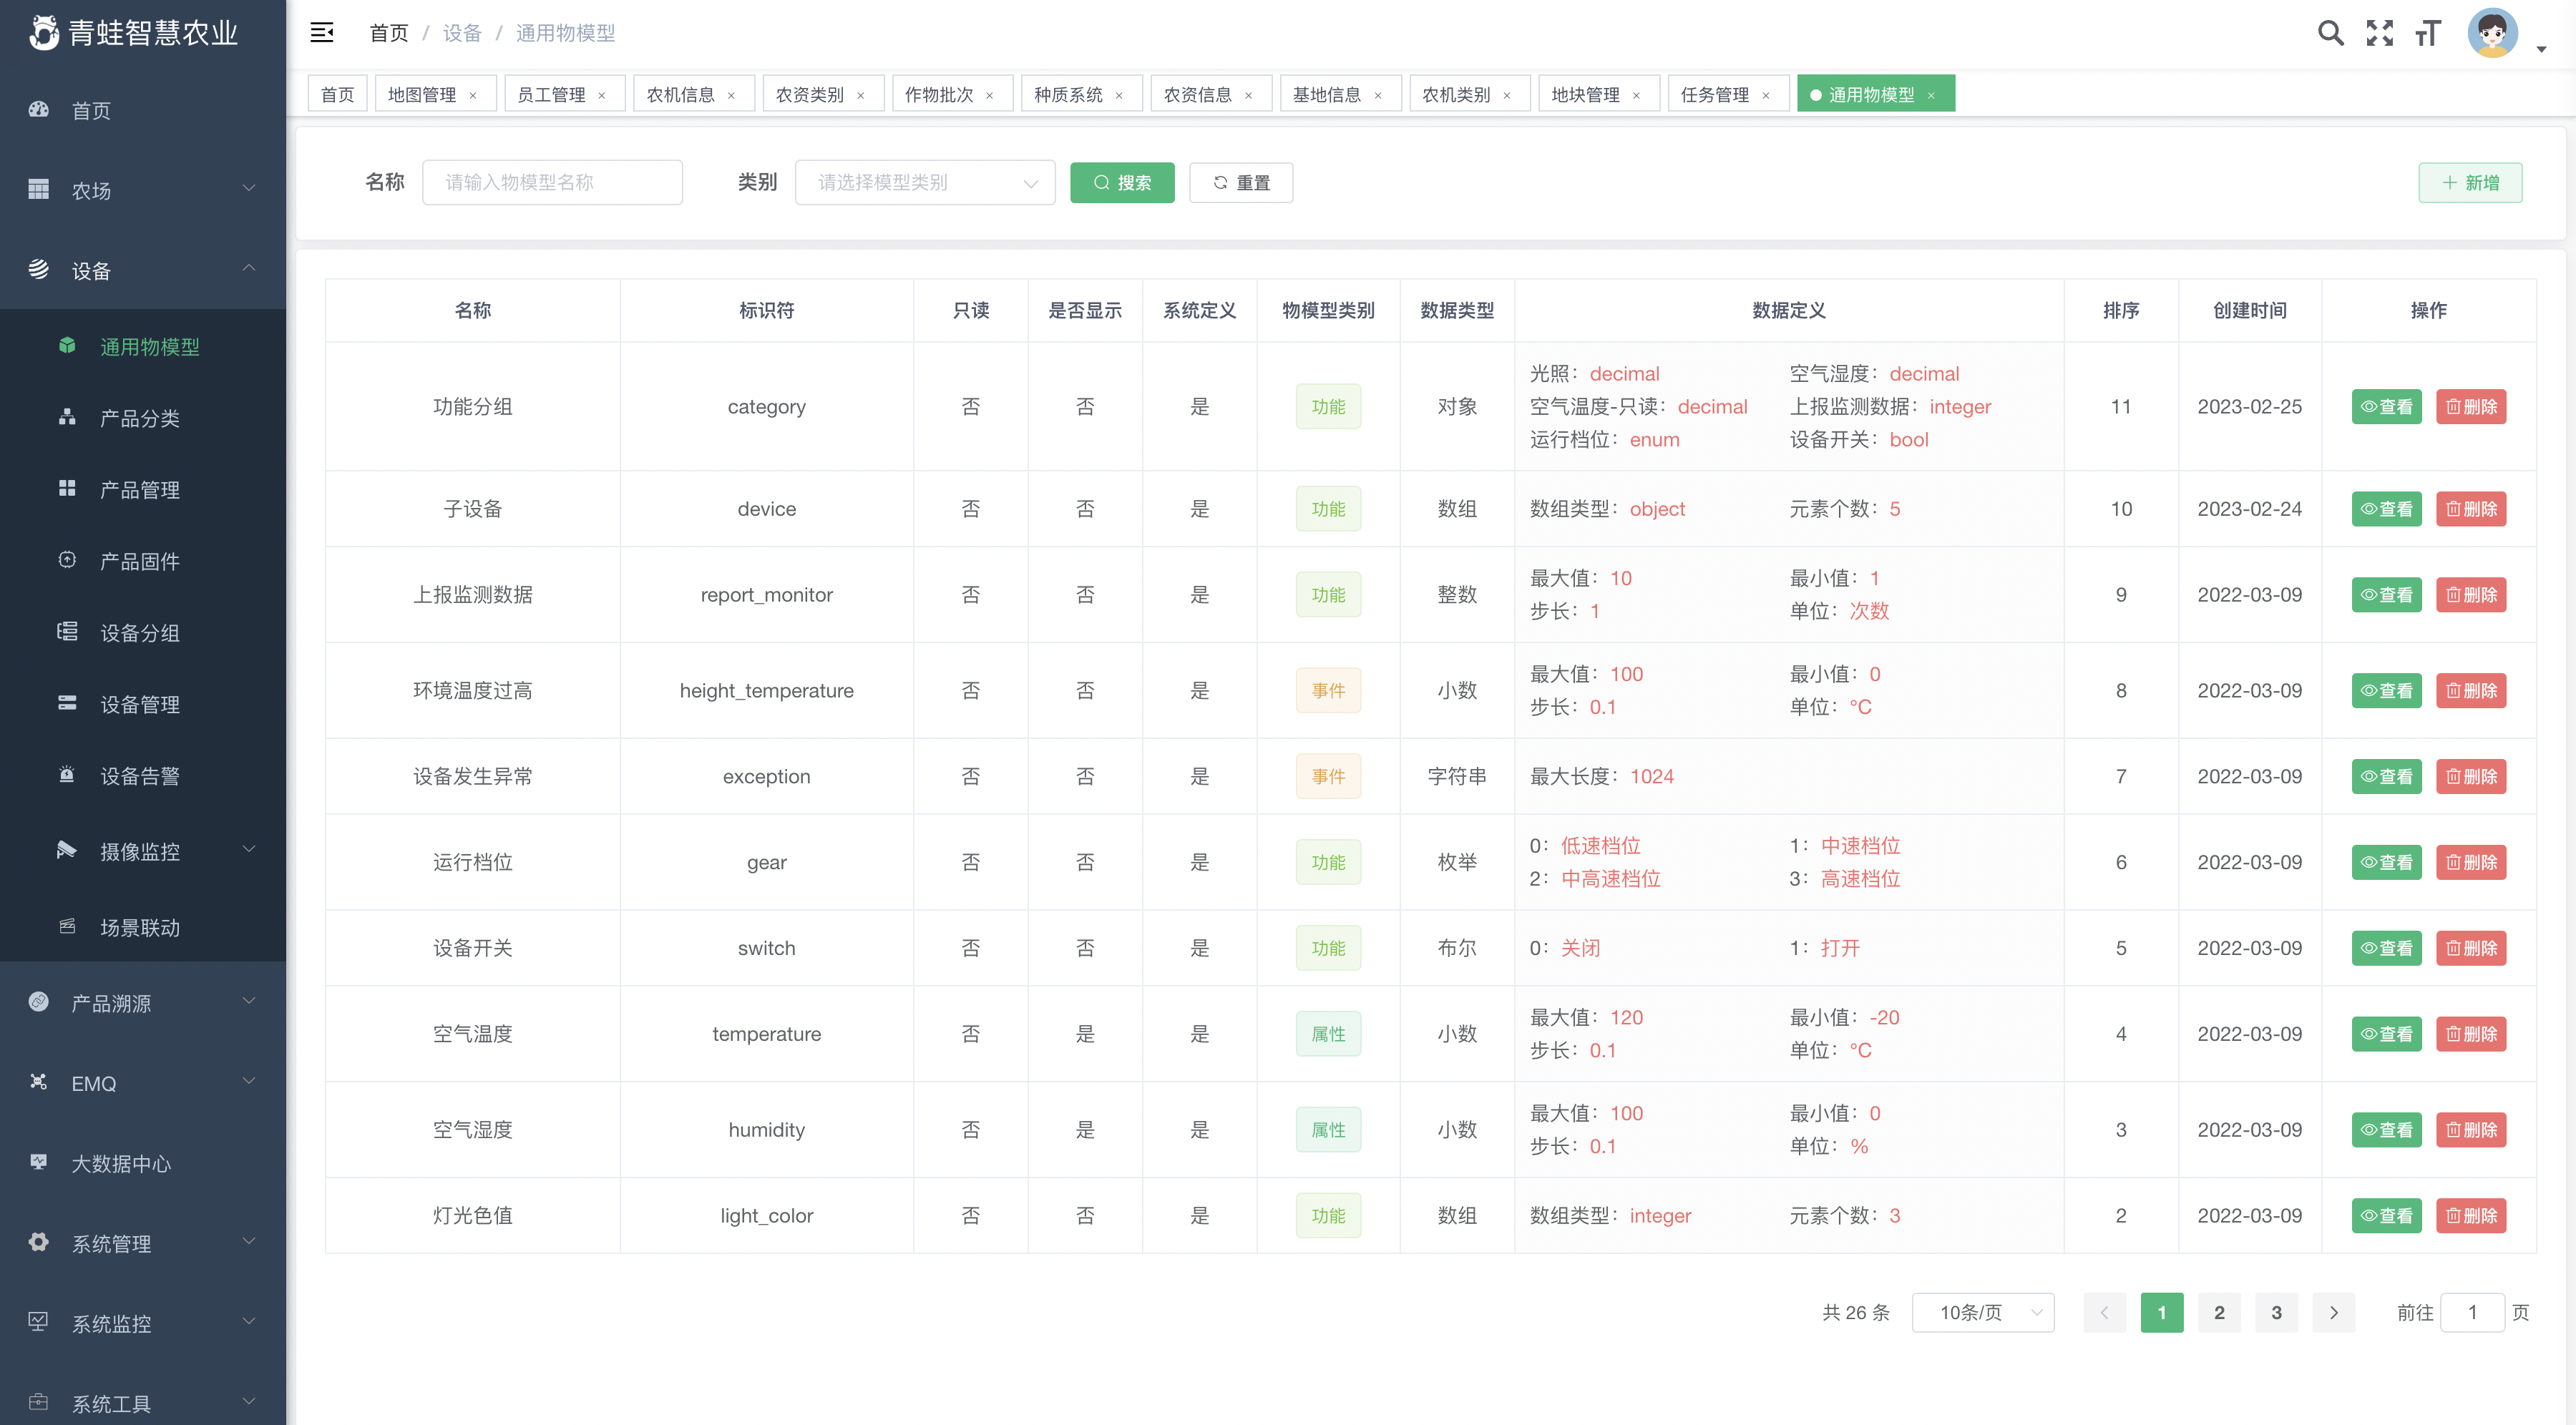 青蛙智慧农业
首页 / 设备 / 通用物模型
首页 地图管理 × 员工管理 × 农机信息 × 农资类别 × 作物批次 × 种质系统 × 农资信息 × 基地信息 × 农机类别 × 地块管理 × 任务管理 × 通用物模型 ×
首页
农场
设备
通用物模型
产品分类
产品管理
产品固件
设备分组
设备管理
设备告警
摄像监控
场景联动
产品溯源
EMQ
大数据中心
系统管理
系统监控
系统工具
名称 请输入物模型名称 类别 请选择模型类别 搜索 重置 新增
名称 标识符 只读 是否显示 系统定义 物模型类别 数据类型 数据定义 排序 创建时间 操作
功能分组 category 否 否 是 功能 对象 光照：decimal 空气湿度：decimal
空气温度-只读：decimal 上报监测数据：integer
运行档位：enum 设备开关：bool 11 2023-02-25 查看 删除
子设备 device 否 否 是 功能 数组 数组类型：object 元素个数：5 10 2023-02-24 查看 删除
上报监测数据 report_monitor 否 否 是 功能 整数 最大值：10 最小值：1
步长：1 单位：次数 9 2022-03-09 查看 删除
环境温度过高 height_temperature 否 否 是 事件 小数 最大值：100 最小值：0
步长：0.1 单位：℃ 8 2022-03-09 查看 删除
设备发生异常 exception 否 否 是 事件 字符串 最大长度：1024 7 2022-03-09 查看 删除
运行档位 gear 否 否 是 功能 枚举 0：低速档位 1：中速档位
2：中高速档位 3：高速档位 6 2022-03-09 查看 删除
设备开关 switch 否 否 是 功能 布尔 0：关闭 1：打开 5 2022-03-09 查看 删除
空气温度 temperature 否 是 是 属性 小数 最大值：120 最小值：-20
步长：0.1 单位：℃ 4 2022-03-09 查看 删除
空气湿度 humidity 否 是 是 属性 小数 最大值：100 最小值：0
步长：0.1 单位：% 3 2022-03-09 查看 删除
灯光色值 light_color 否 否 是 功能 数组 数组类型：integer 元素个数：3 2 2022-03-09 查看 删除
共 26 条 10条/页 1 2 3 前往 1 页